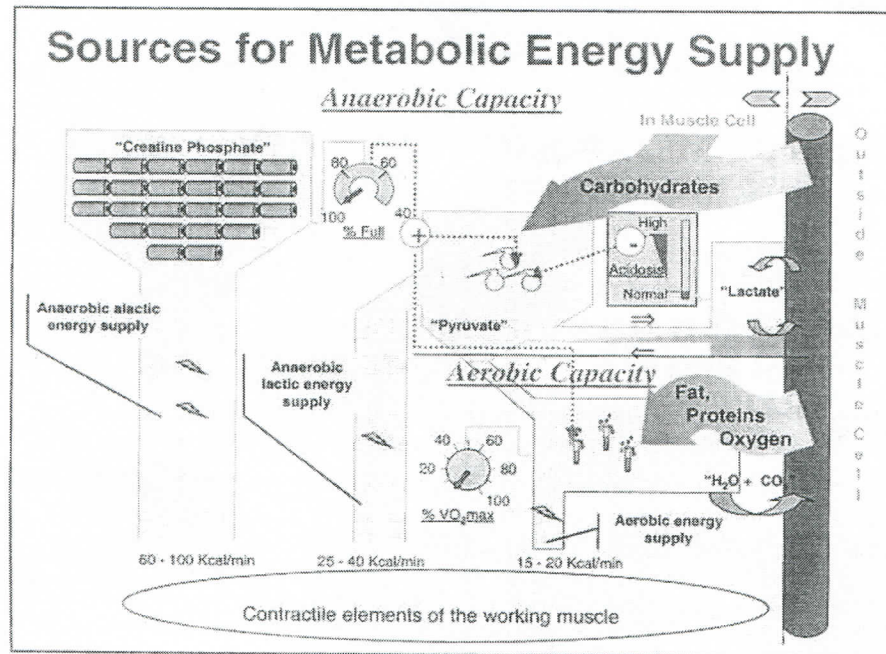 Sources for Metabolic Energy Supply
Anaerobic Capacity
In Muscle Cell
"Creatine Phosphate"
80 60
100 40
% Full
+
Carbohydrates
High
-
Acidosis
Normal
"Lactate"
"Pyruvate"
Outside Muscle Cell
Anaerobic alactic
energy supply
Anaerobic
lactic energy
supply
Aerobic Capacity
Fat,
Proteins
Oxygen
40 60
20 80
100
% VO2max
"H2O + CO2"
Aerobic energy
supply
60 - 100 Kcal/min
25 - 40 Kcal/min
15 - 20 Kcal/min
Contractile elements of the working muscle